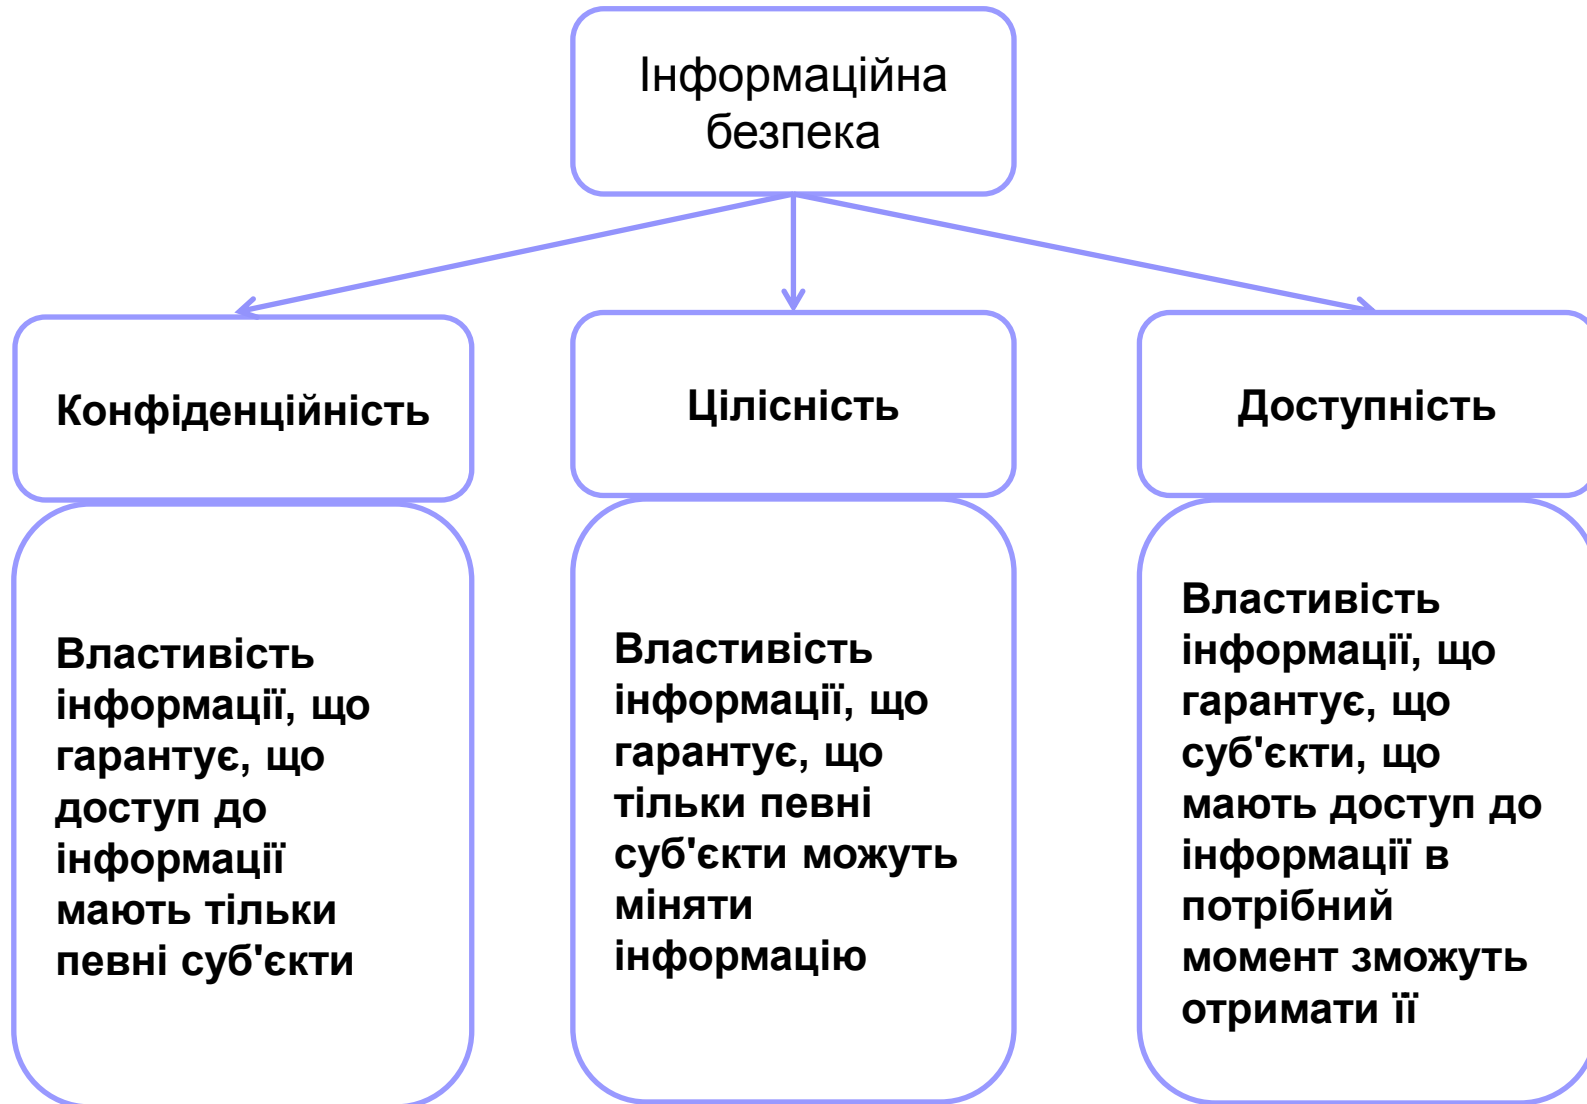 Інформаційна
безпека
Конфіденційність
Цілісність
Доступність
Властивість
інформації, що
гарантує, що
доступ до
інформації
мають тільки
певні суб'єкти
Властивість
інформації, що
гарантує, що
тільки певні
суб'єкти можуть
міняти
інформацію
Властивість
інформації, що
гарантує, що
суб'єкти, що
мають доступ до
інформації в
потрібний
момент зможуть
отримати її